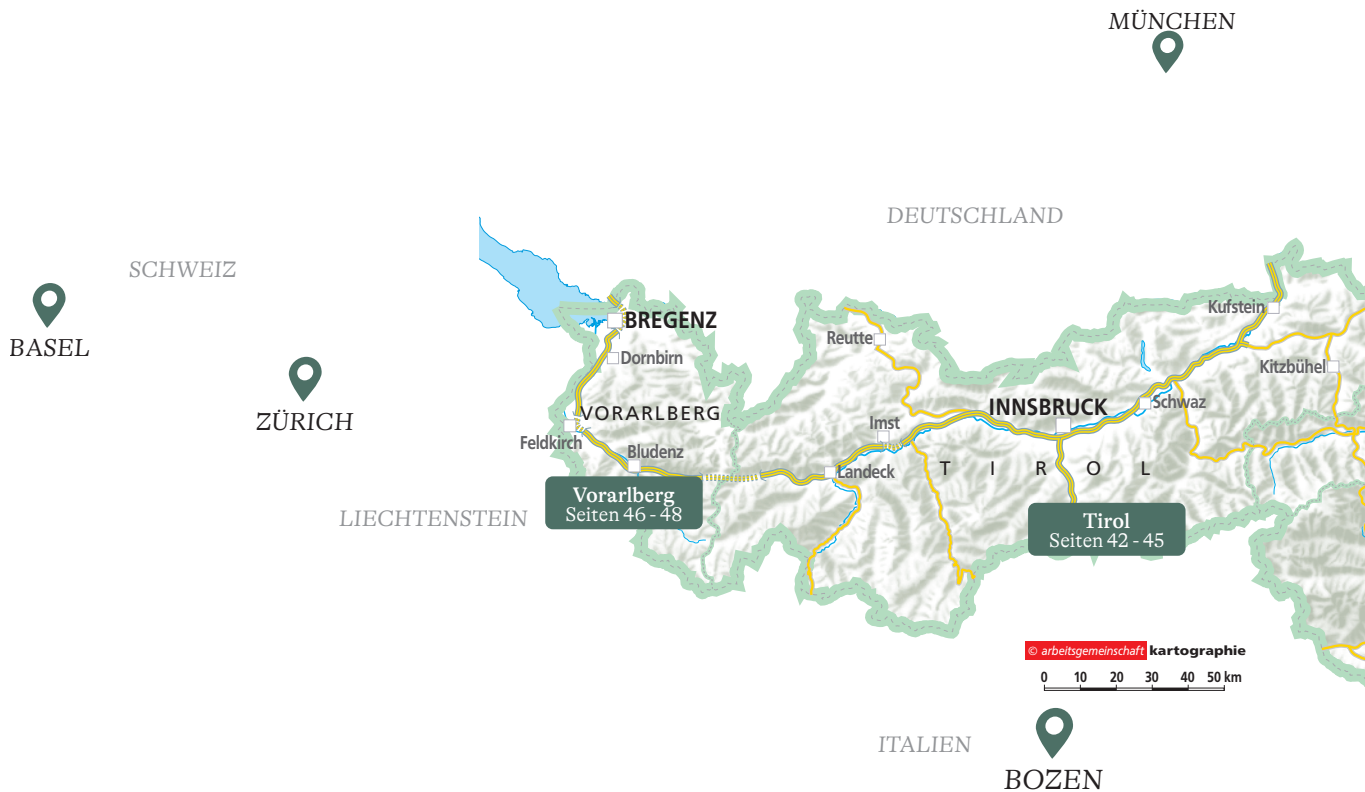 MÜNCHEN
DEUTSCHLAND
SCHWEIZ
BASEL
ZÜRICH
LIECHTENSTEIN
BREGENZ
Dornbirn
VORARLBERG
Feldkirch
Bludenz
Vorarlberg
Seiten 46 - 48
Reutte
Imst
Landeck
INNSBRUCK
TIROL
Schwaz
Kufstein
Kitzbühel
Tirol
Seiten 42 - 45
© arbeitsgemeinschaft kartographie
0 10 20 30 40 50 km
ITALIEN
BOZEN